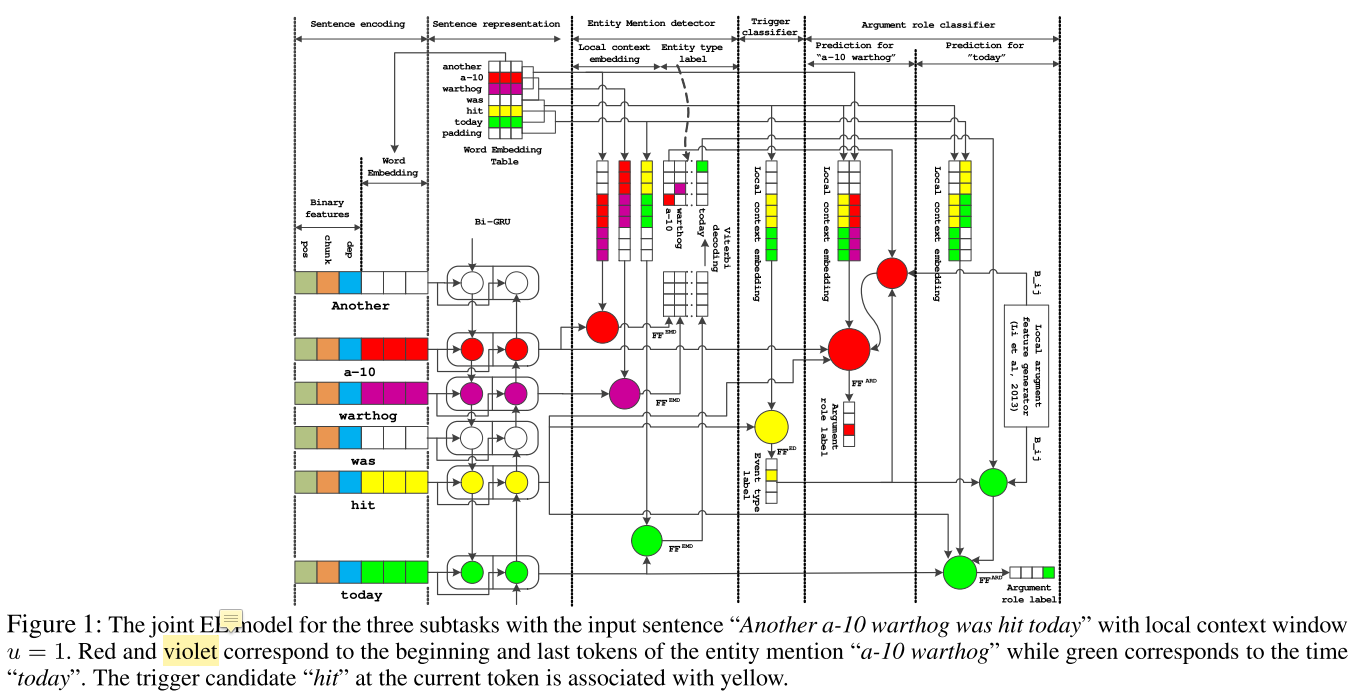 Sentence encoding
Sentence representation
Entity Mention detector
Trigger
classifier
Argument role classifier
Local context
embedding
Entity type
label
Prediction for
"a-10 warthog"
Prediction for
"today"
another
a-10
warthog
was
hit
today
padding
Word Embedding
Table
Word
Embedding
Binary
features
pos
chunk
dep
Bi-GRU
a-10
warthog
today
Viterbi
decoding
Local context embedding
Local context embedding
Local context embedding
B_ij
Local arugment
feature generator
(Li et al, 2013)
B_ij
Another
a-10
warthog
was
hit
today
FF EMD
FF EMD
FF EMD
FF ED
Event type
label
FF ARD
Argument
role label
FF ARD
Argument
role label
Figure 1: The joint EE model for the three subtasks with the input sentence “Another a-10 warthog was hit today” with local context window
u = 1. Red and violet correspond to the beginning and last tokens of the entity mention “a-10 warthog” while green corresponds to the time
“today”. The trigger candidate “hit” at the current token is associated with yellow.